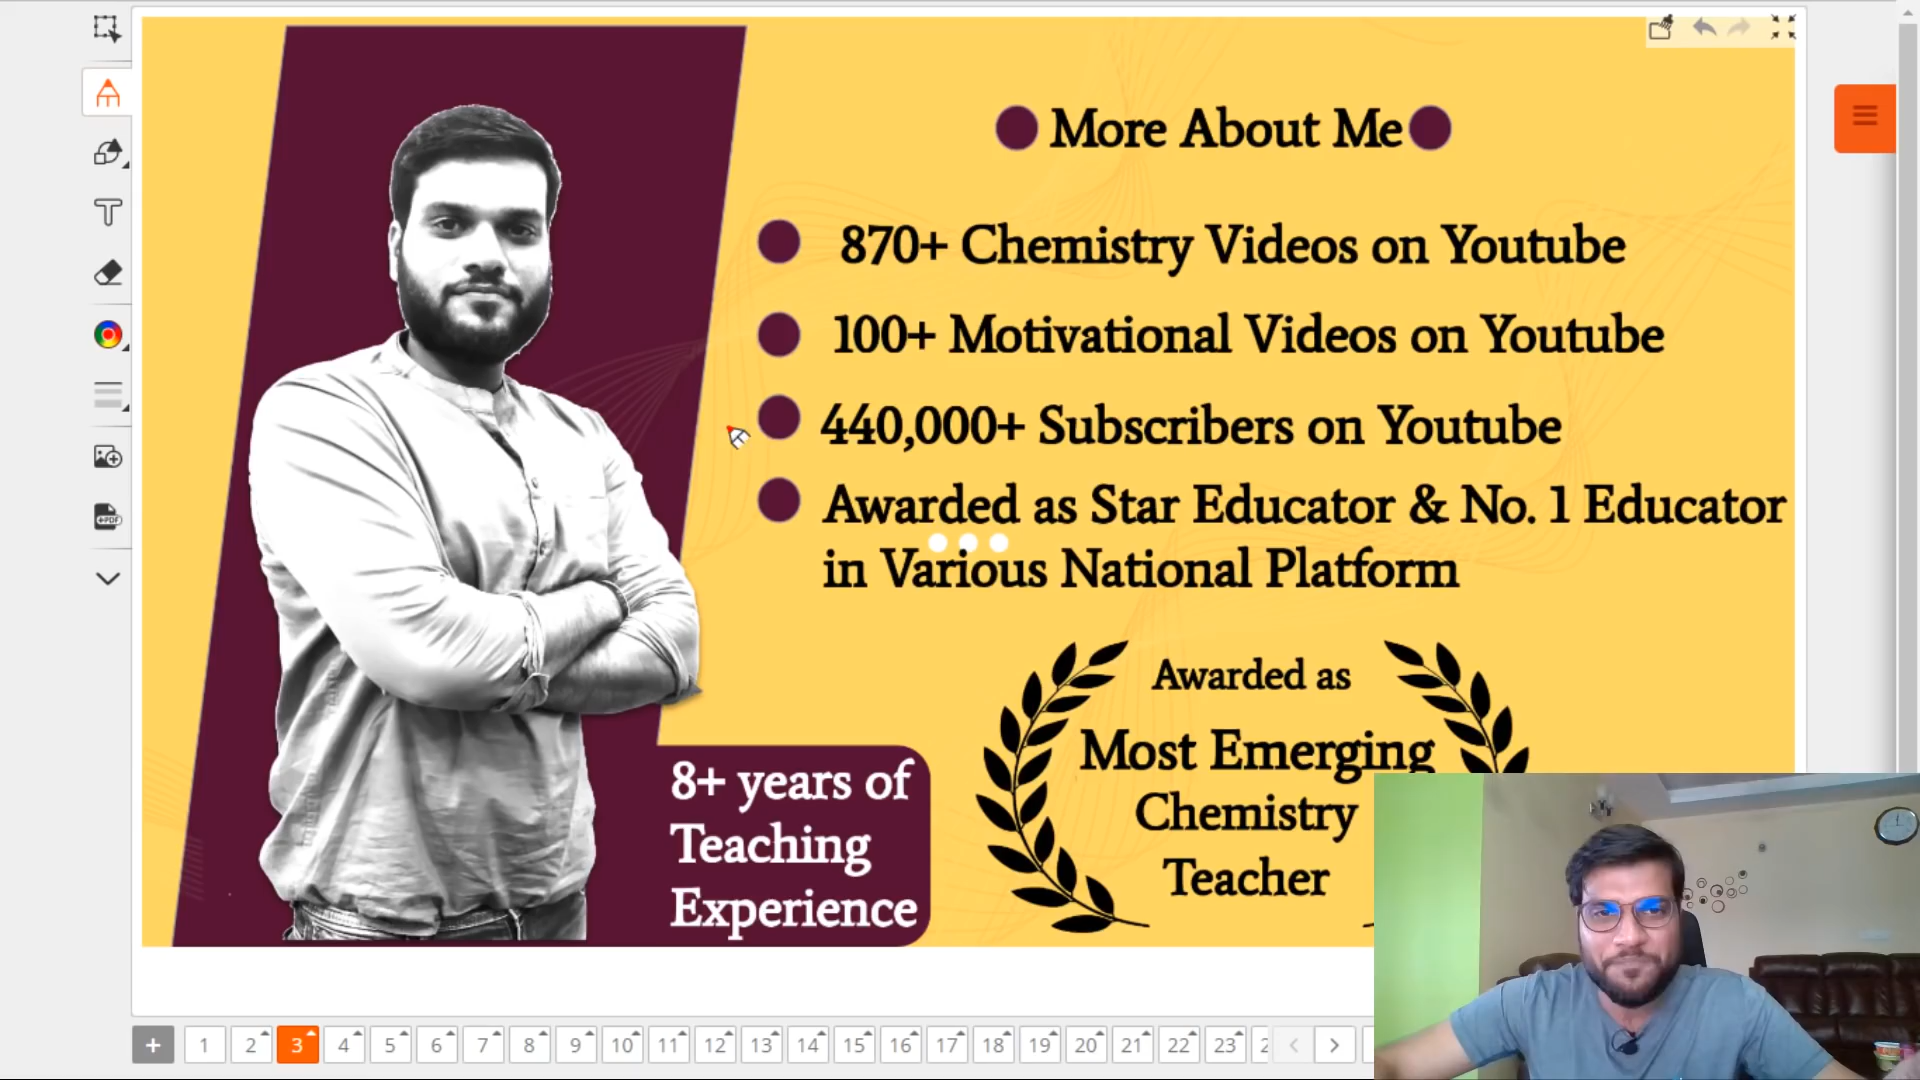 More About Me
870+ Chemistry Videos on Youtube
100+ Motivational Videos on Youtube
440,000+ Subscribers on Youtube
Awarded as Star Educator & No. 1 Educator
in Various National Platform
Awarded as
Most Emerging
Chemistry
Teacher
8+ years of
Teaching
Experience
T
+PDF
+ 1 2 3 4 5 6 7 8 9 10 11 12 13 14 15 16 17 18 19 20 21 22 23